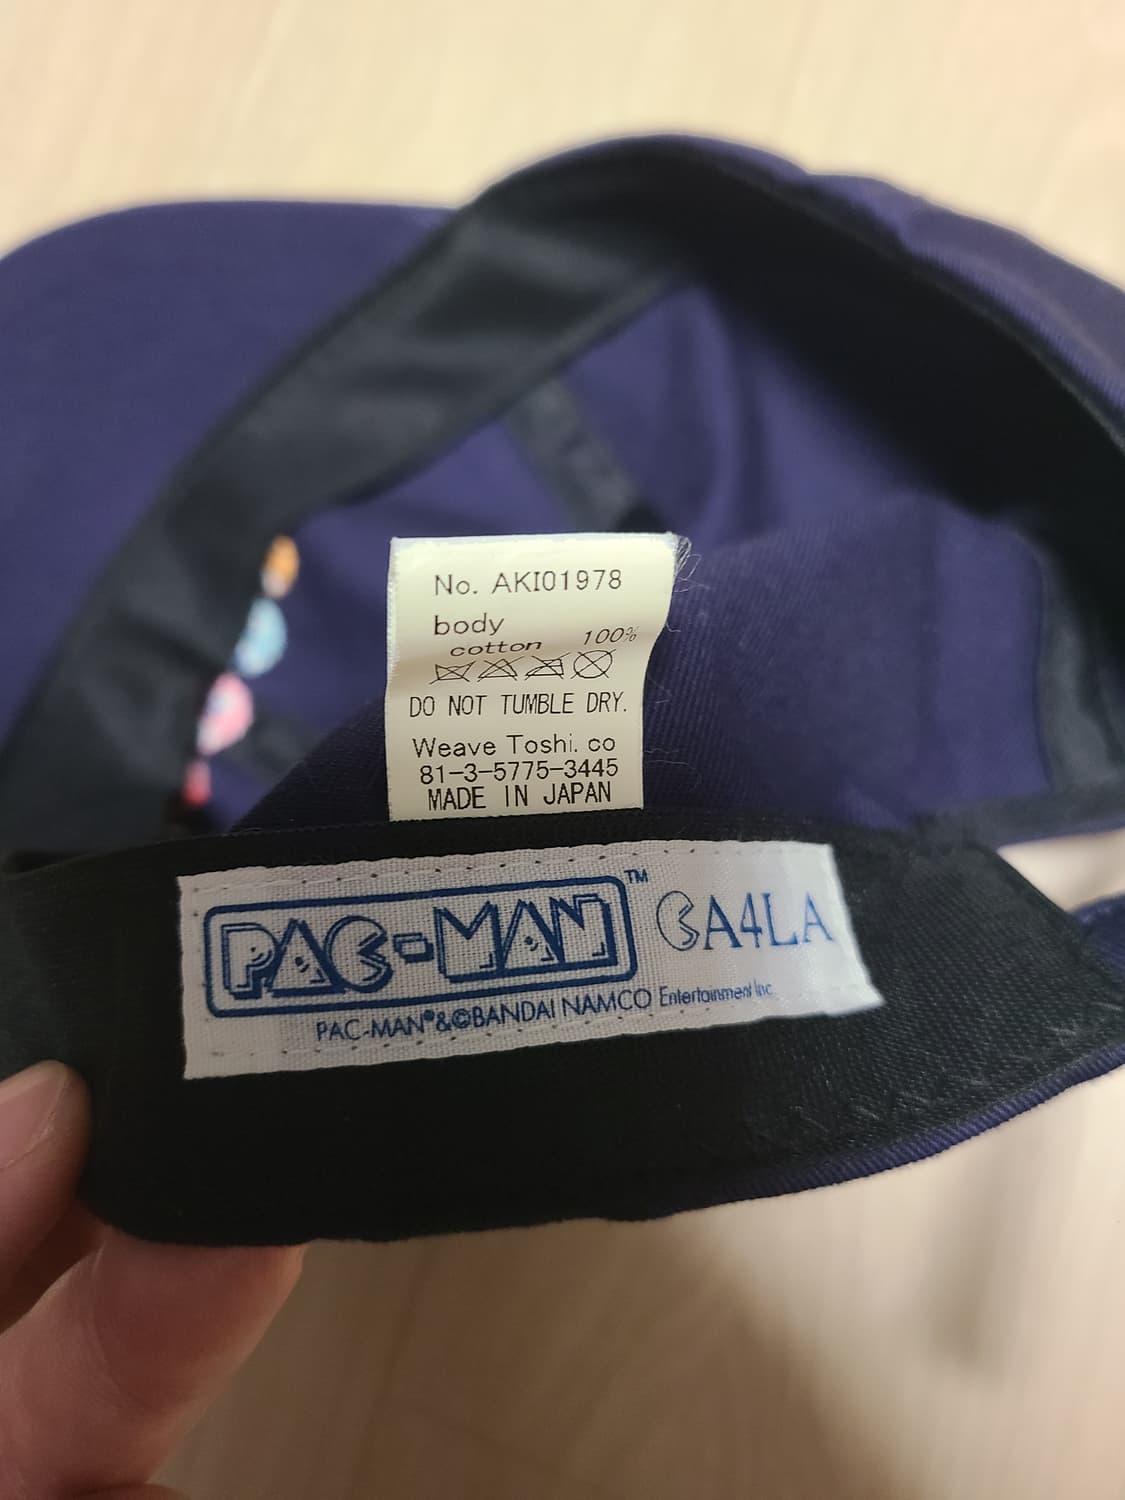 No. AKI01978
body
cotton 100%
DO NOT TUMBLE DRY.
Weave Toshi. co
81-3-5775-3445
MADE IN JAPAN
PAC-MAN™ CA4LA
PAC-MAN®&©BANDAI NAMCO Entertainment Inc.